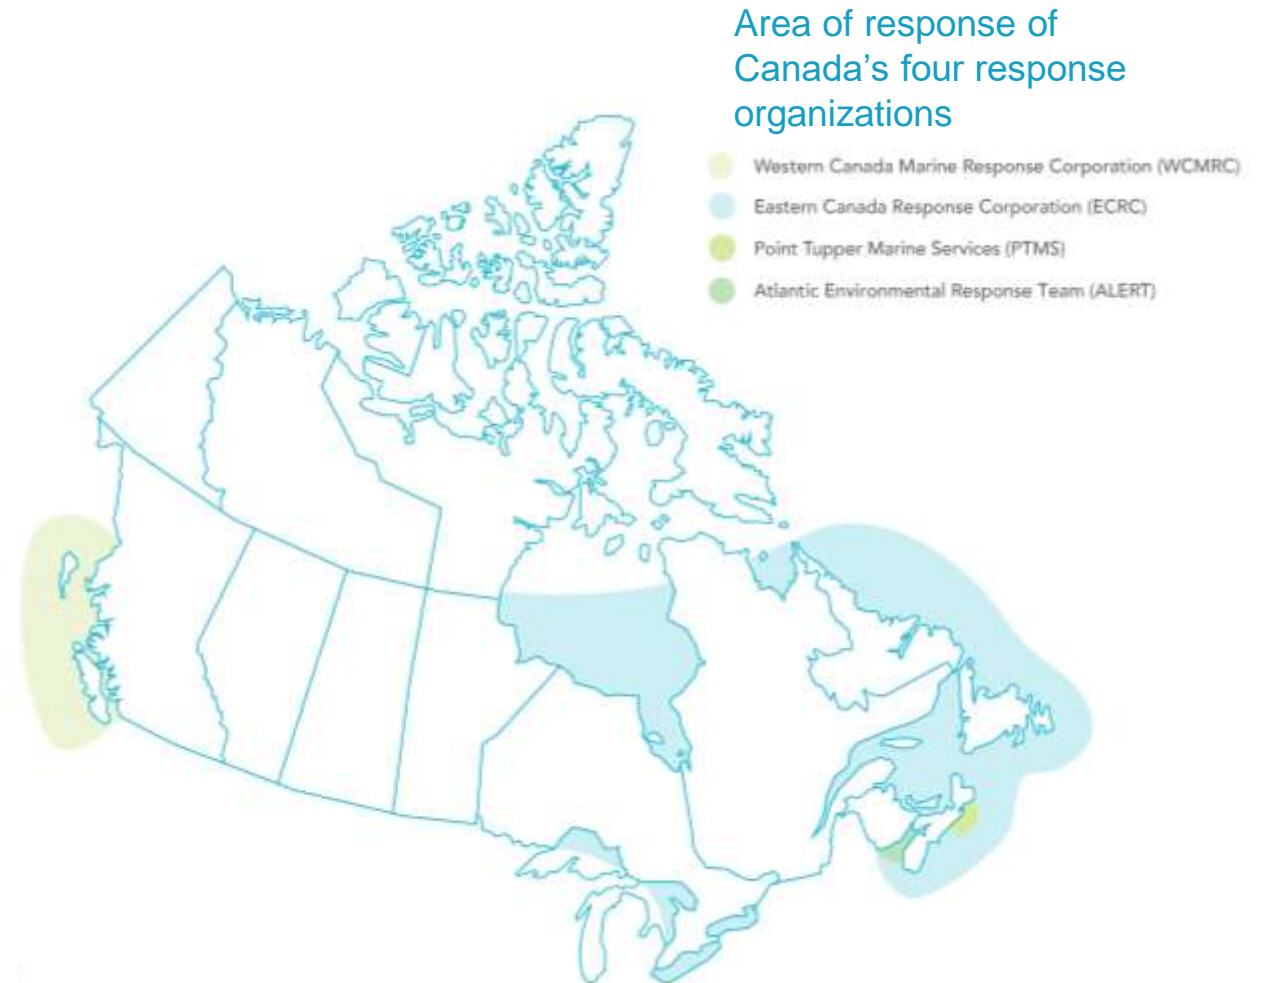 Area of response of
Canada’s four response
organizations
Western Canada Marine Response Corporation (WCMRC)
Eastern Canada Response Corporation (ECRC)
Point Tupper Marine Services (PTMS)
Atlantic Environmental Response Team (ALERT)